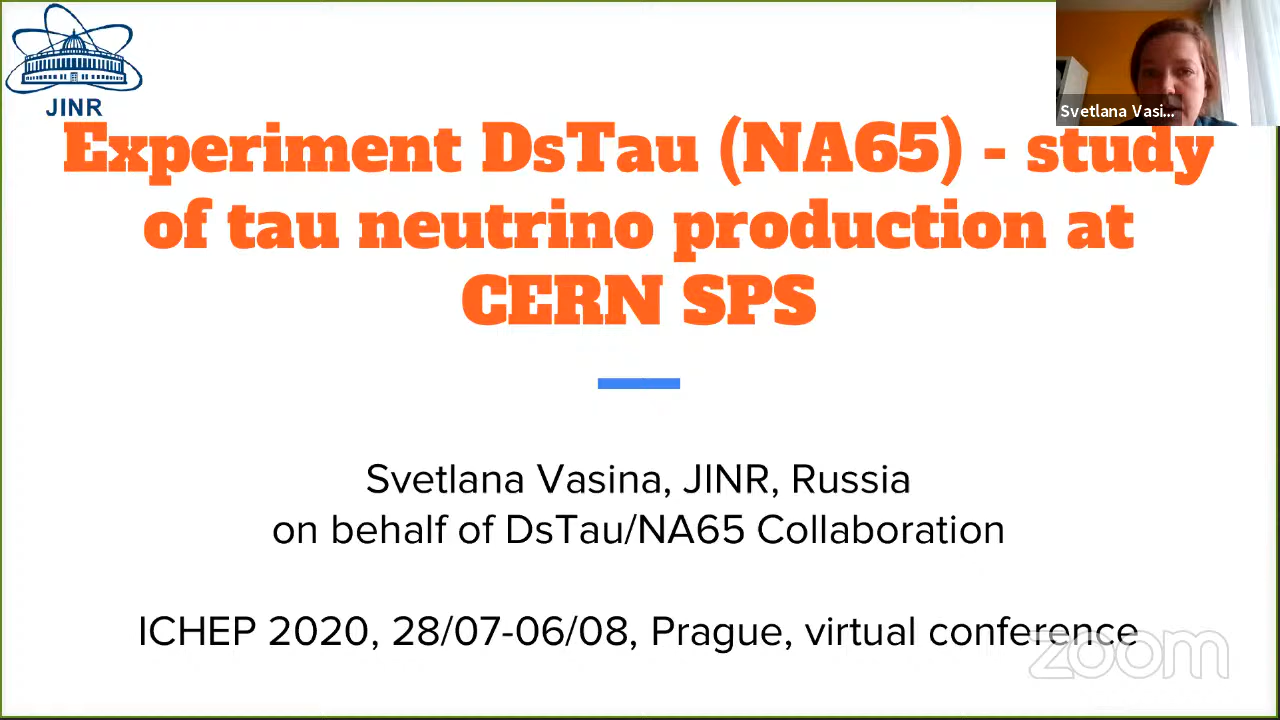 JINR
Svetlana Vasi...
Experiment DsTau (NA65) - study
of tau neutrino production at
CERN SPS
Svetlana Vasina, JINR, Russia
on behalf of DsTau/NA65 Collaboration
ICHEP 2020, 28/07-06/08, Prague, virtual conference
zoom